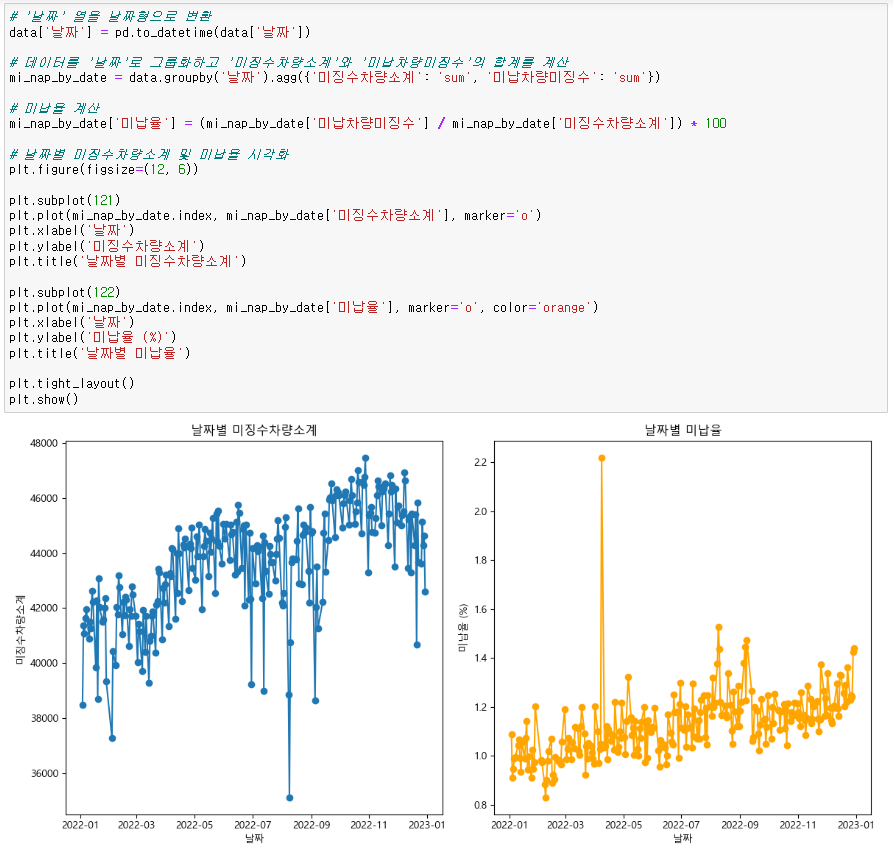 # '날짜' 열을 날짜형으로 변환
data['날짜'] = pd.to_datetime(data['날짜'])
# 데이터를 '날짜'로 그룹화하고 '미징수차량소계'와 '미납차량미징수'의 합계를 계산
mi_nap_by_date = data.groupby('날짜').agg({'미징수차량소계': 'sum', '미납차량미징수': 'sum'})
# 미납율 계산
mi_nap_by_date['미납율'] = (mi_nap_by_date['미납차량미징수'] / mi_nap_by_date['미징수차량소계']) * 100
# 날짜별 미징수차량소계 및 미납율 시각화
plt.figure(figsize=(12, 6))
plt.subplot(121)
plt.plot(mi_nap_by_date.index, mi_nap_by_date['미징수차량소계'], marker='o')
plt.xlabel('날짜')
plt.ylabel('미징수차량소계')
plt.title('날짜별 미징수차량소계')
plt.subplot(122)
plt.plot(mi_nap_by_date.index, mi_nap_by_date['미납율'], marker='o', color='orange')
plt.xlabel('날짜')
plt.ylabel('미납율 (%)')
plt.title('날짜별 미납율')
plt.tight_layout()
plt.show()
날짜별 미징수차량소계
48000
46000
44000
42000
40000
38000
36000
미징수차량소계
2022-01 2022-03 2022-05 2022-07 2022-09 2022-11 2023-01
날짜
날짜별 미납율
2.2
2.0
1.8
1.6
1.4
1.2
1.0
0.8
미납율 (%)
2022-01 2022-03 2022-05 2022-07 2022-09 2022-11 2023-01
날짜